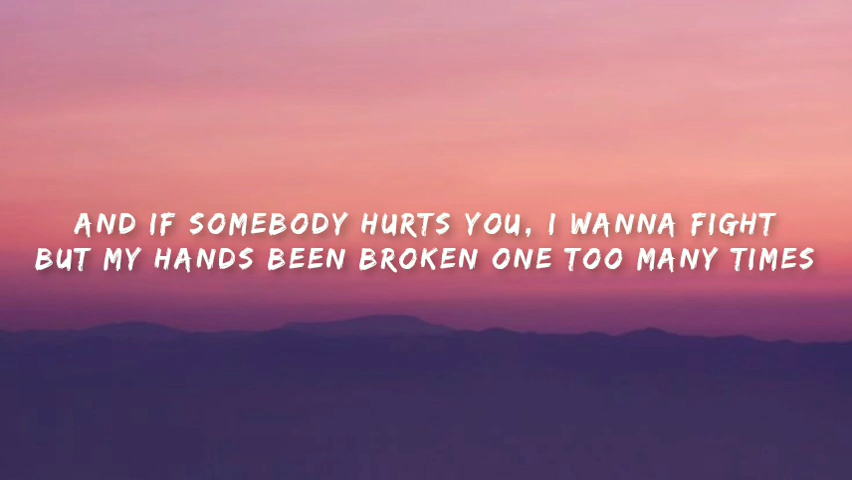 AND IF SOMEBODY HURTS YOU, I WANNA FIGHT
BUT MY HANDS BEEN BROKEN ONE TOO MANY TIMES